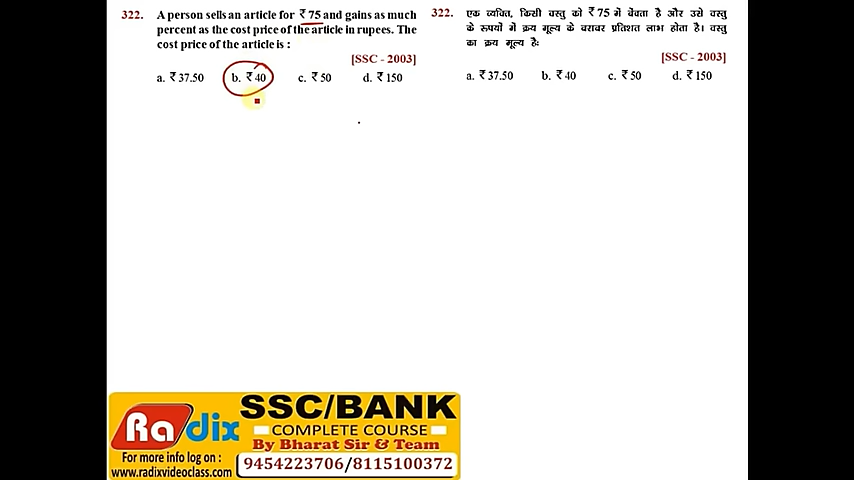 322. A person sells an article for ₹ 75 and gains as much
percent as the cost price of the article in rupees. The
cost price of the article is :
[SSC - 2003]
a. ₹ 37.50 b. ₹ 40 c. ₹ 50 d. ₹ 150
322. एक व्यक्ति, किसी वस्तु को ₹ 75 में बेचता है और उसे वस्तु
के रूपयों में क्रय मूल्य के बराबर प्रतिशत लाभ होता है। वस्तु
का क्रय मूल्य है:
[SSC - 2003]
a. ₹ 37.50 b. ₹ 40 c. ₹ 50 d. ₹ 150
Radix
For more info log on :
www.radixvideoclass.com
SSC/BANK
COMPLETE COURSE
By Bharat Sir & Team
9454223706/8115100372